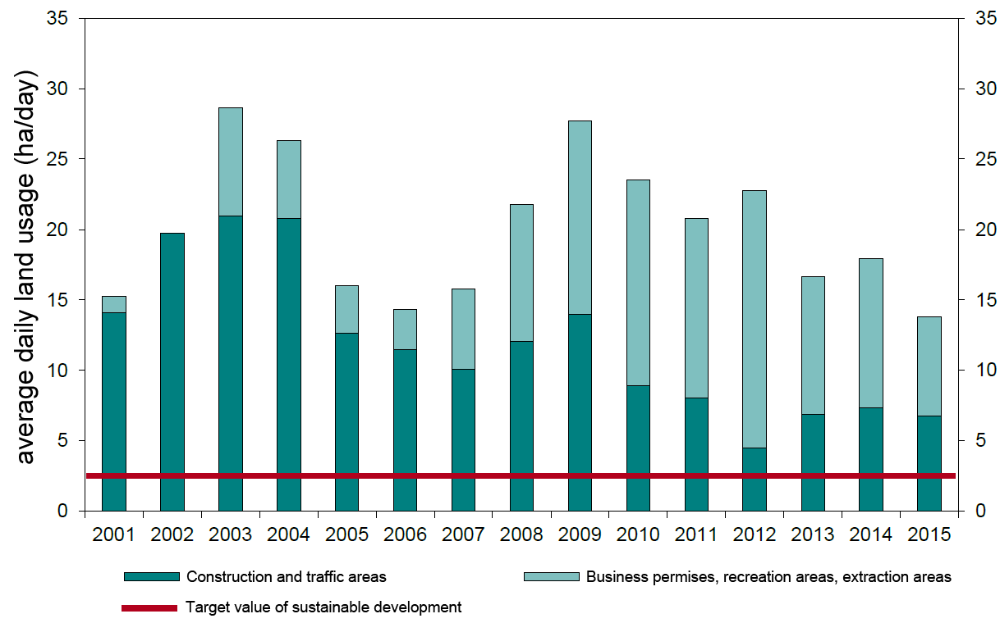 average daily land usage (ha/day)
35 35
30 30
25 25
20 20
15 15
10 10
5 5
0 0
2001 2002 2003 2004 2005 2006 2007 2008 2009 2010 2011 2012 2013 2014 2015
Construction and traffic areas Business permises, recreation areas, extraction areas
Target value of sustainable development